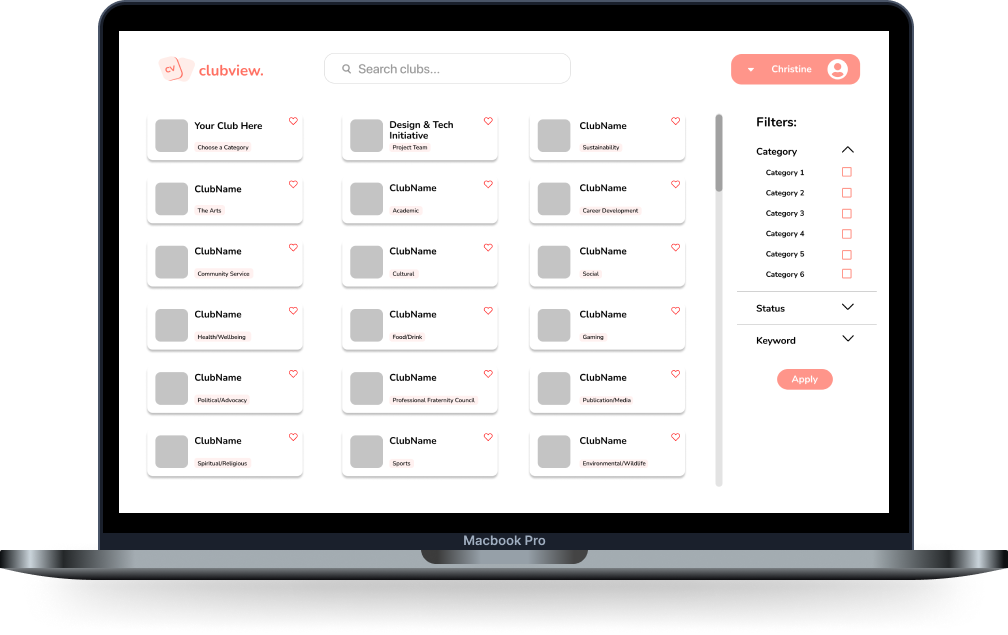 CV
clubview.
Search clubs...
Christine
Your Club Here
Choose a Category
Design & Tech
Initiative
Project Team
ClubName
Sustainability
ClubName
The Arts
ClubName
Academic
ClubName
Career Development
ClubName
Community Service
ClubName
Cultural
ClubName
Social
ClubName
Health/Wellbeing
ClubName
Food/Drink
ClubName
Gaming
ClubName
Political/Advocacy
ClubName
Professional Fraternity Council
ClubName
Publication/Media
ClubName
Spiritual/Religious
ClubName
Sports
ClubName
Environmental/Wildlife
Filters:
Category
Category 1
Category 2
Category 3
Category 4
Category 5
Category 6
Status
Keyword
Apply
Macbook Pro